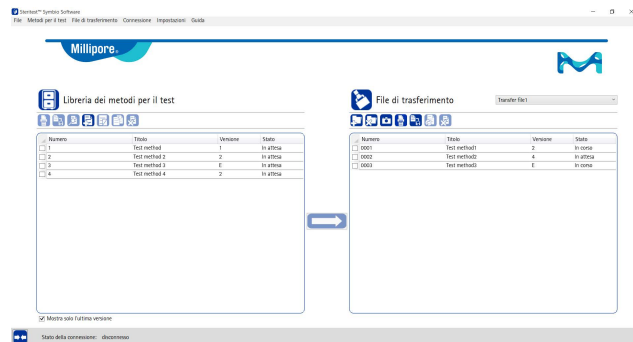 Steritest™ Symbio Software
File Metodi per il test File di trasferimento Connessione Impostazioni Guida
Millipore®
M
Libreria dei metodi per il test
File di trasferimento Transfer File1
Numero Titolo Versione Stato
1 Test method 1 In attesa
2 Test method 2 2 In attesa
3 Test method 3 E In attesa
4 Test method 4 2 In attesa
Numero Titolo Versione Stato
0001 Test method1 2 In corso
0002 Test method2 4 In attesa
0003 Test method3 E In corso
Mostra solo l'ultima versione
Stato della connessione: disconnesso